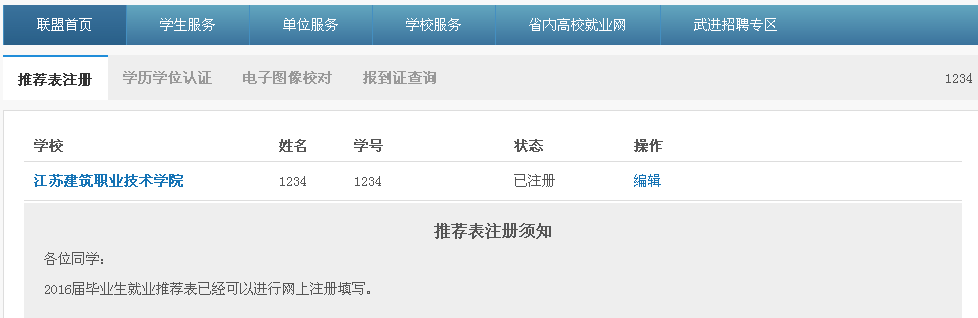 联盟首页 学生服务 单位服务 学校服务 省内高校就业网 武进招聘专区
推荐表注册 学历学位认证 电子图像校对 报到证查询 1234
学校 姓名 学号 状态 操作
江苏建筑职业技术学院 1234 1234 已注册 编辑
推荐表注册须知
各位同学：
2016届毕业生就业推荐表已经可以进行网上注册填写。